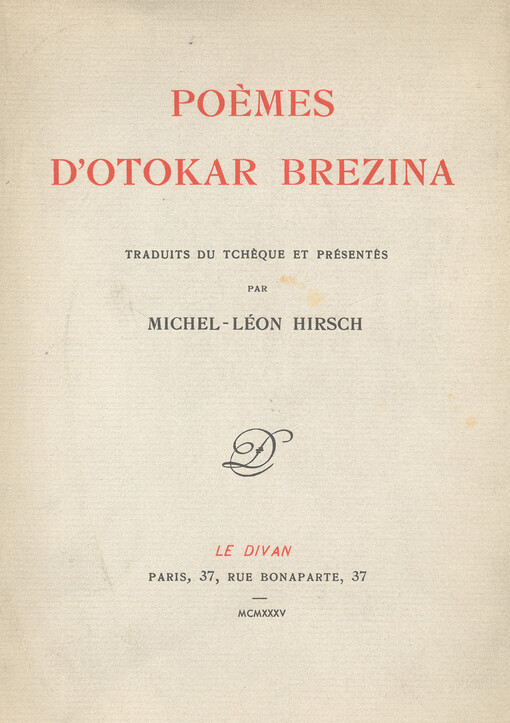 POÈMES
D'OTOKAR BREZINA
TRADUITS DU TCHÈQUE ET PRÉSENTÉS
PAR
MICHEL-LÉON HIRSCH
D
LE DIVAN
PARIS, 37, RUE BONAPARTE, 37
MCMXXXV